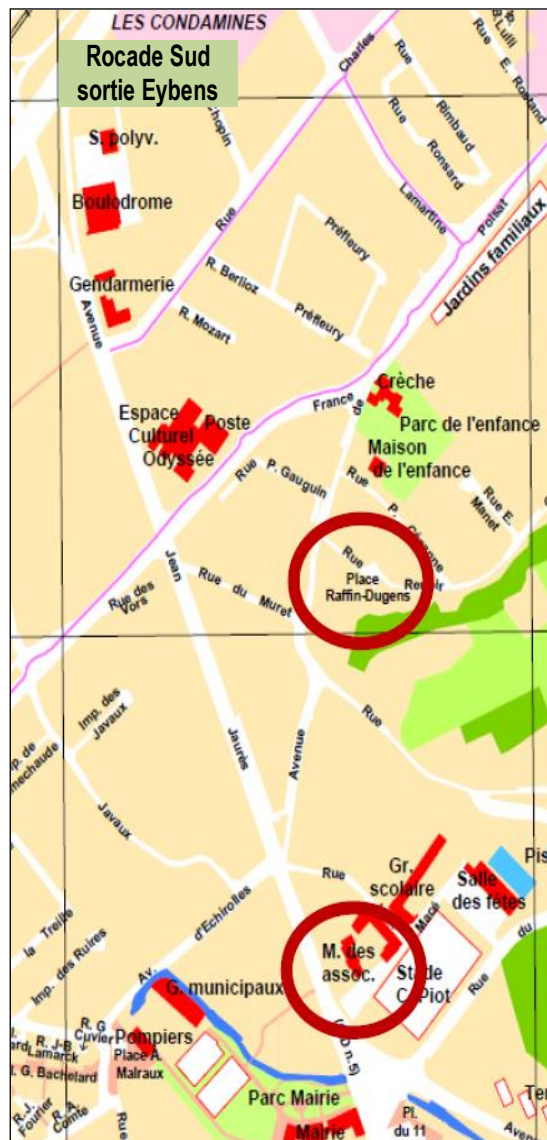 LES CONDAMINES
Rocade Sud
sortie Eybens
Chopin
Charles
Rue
Rimbaud
Rue
Ronsard
Rue E. Rostand
Lulli
S. polyv.
Boulodrome
Rue
Lamartine
Poisat
Jardins familiaux
Préfleury
Gendarmerie
R. Berlioz
Préfleury
R. Mozart
Avenue
Crèche
de
France
Parc de l'enfance
Espace
Culturel
Odyssée
Poste
Maison
de l'enfance
Rue
P. Gauguin
Rue
P. Cézanne
Rue E.
Manet
Jean
Rue
Place
Raffin-Dugens
Renoir
Rue du Muret
Rue des
Vors
Imp. des
Javaux
Rue
Jaurès
Avenue
Javaux
Rue
Gr.
scolaire
Macé
Salle
des fêtes
d'Echirolles
la Treille
Imp. des Ruires
M. des
assoc.
Stade
C. Piot
Rue
du
Av.
G. municipaux
R. G
Cuvier
R. J-B
Lamarck
Pompiers
Place A.
Malraux
I. G. Bachelard
R. J.
Fourier
R. A.
Comte
Rue
Parc Mairie
Mairie
Pl.
du 11
Aven